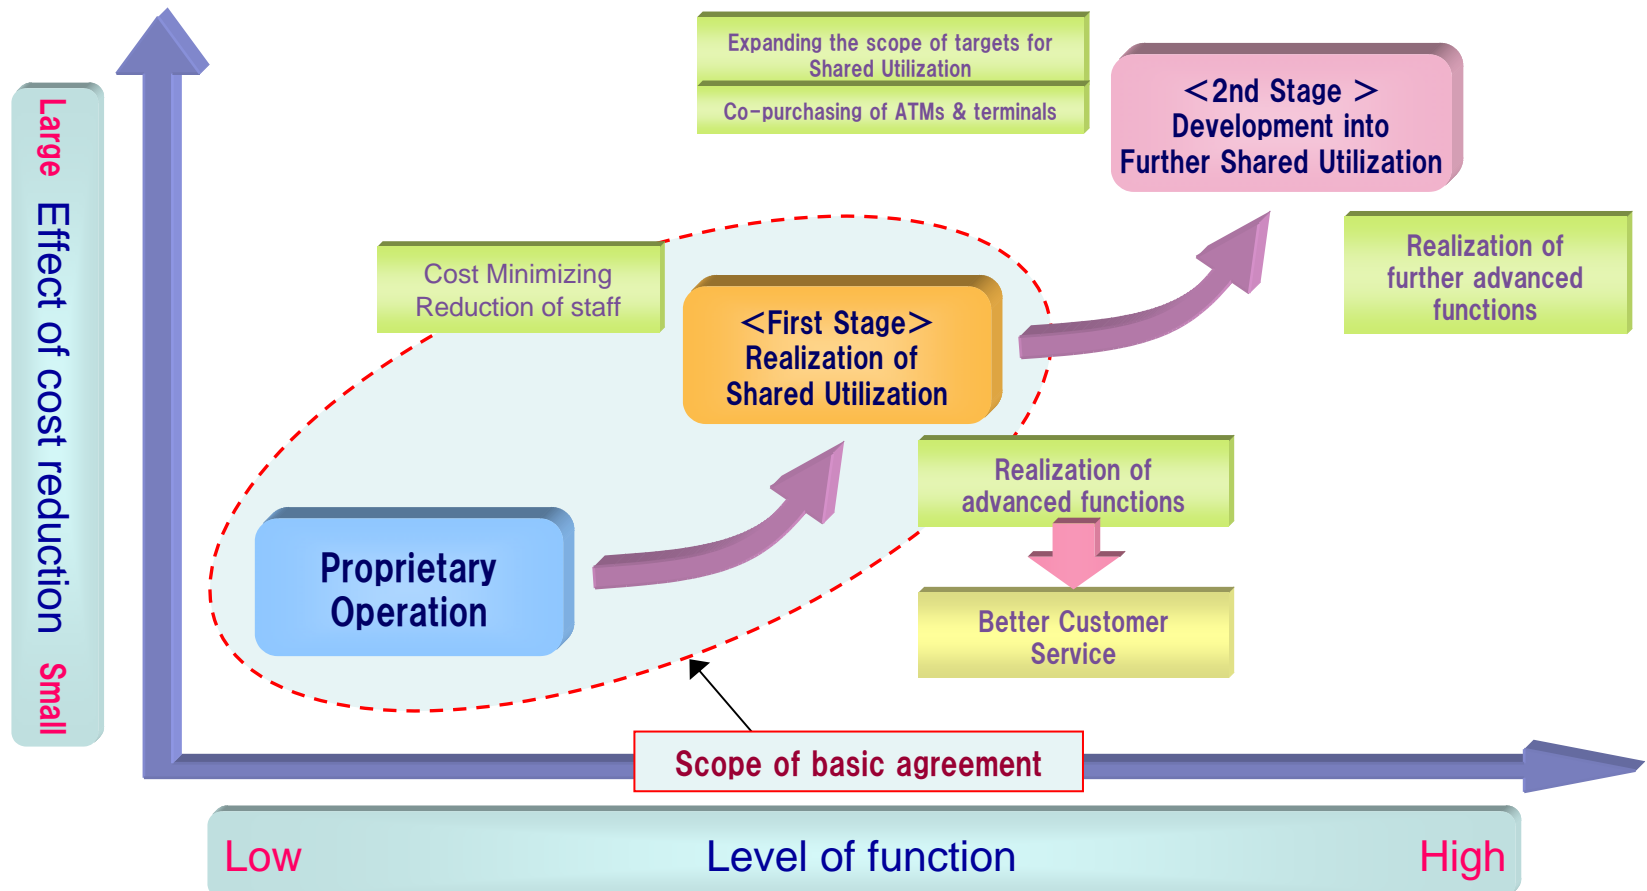 Expanding the scope of targets for
Shared Utilization
Co-purchasing of ATMs & terminals
<2nd Stage >
Development into
Further Shared Utilization
Large
Effect of cost reduction
Small
Cost Minimizing
Reduction of staff
<First Stage>
Realization of
Shared Utilization
Realization of
further advanced
functions
Realization of
advanced functions
Proprietary
Operation
Better Customer
Service
Scope of basic agreement
Low
Level of function
High